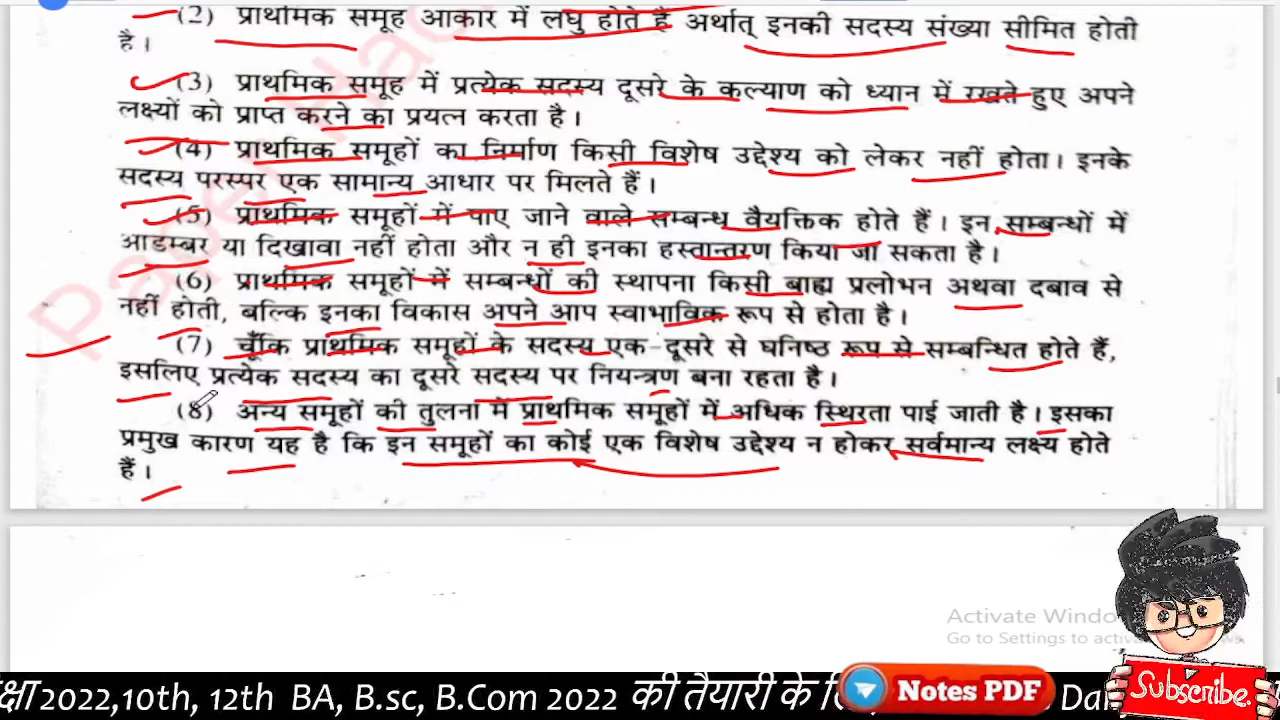 (2) प्राथमिक समूह आकार में लघु होते हैं अर्थात् इनकी सदस्य संख्या सीमित होती
है।
(3) प्राथमिक समूह में प्रत्येक सदस्य दूसरे के कल्याण को ध्यान में रखते हुए अपने
लक्ष्यों को प्राप्त करने का प्रयत्न करता है।
(4) प्राथमिक समूहों का निर्माण किसी विशेष उद्देश्य को लेकर नहीं होता। इनके
सदस्य परस्पर एक सामान्य आधार पर मिलते हैं।
(5) प्राथमिक समूहों में पाए जाने वाले सम्बन्ध वैयक्तिक होते हैं। इन सम्बन्धों में
आडम्बर या दिखावा नहीं होता और न ही इनका हस्तान्तरण किया जा सकता है।
(6) प्राथमिक समूहों में सम्बन्धों की स्थापना किसी बाह्य प्रलोभन अथवा दबाव से
नहीं होती, बल्कि इनका विकास अपने आप स्वाभाविक रूप से होता है।
(7) चूँकि प्राथमिक समूहों के सदस्य एक-दूसरे से घनिष्ठ रूप से सम्बन्धित होते हैं,
इसलिए प्रत्येक सदस्य का दूसरे सदस्य पर नियन्त्रण बना रहता है।
(8) अन्य समूहों की तुलना में प्राथमिक समूहों में अधिक स्थिरता पाई जाती है। इसका
प्रमुख कारण यह है कि इन समूहों का कोई एक विशेष उद्देश्य न होकर सर्वमान्य लक्ष्य होते
हैं।
Activate Windo
Go to Settings to activ
2022,10th, 12th BA, B.sc, B.Com 2022 की तैयारी के
Notes PDF
Subscribe.